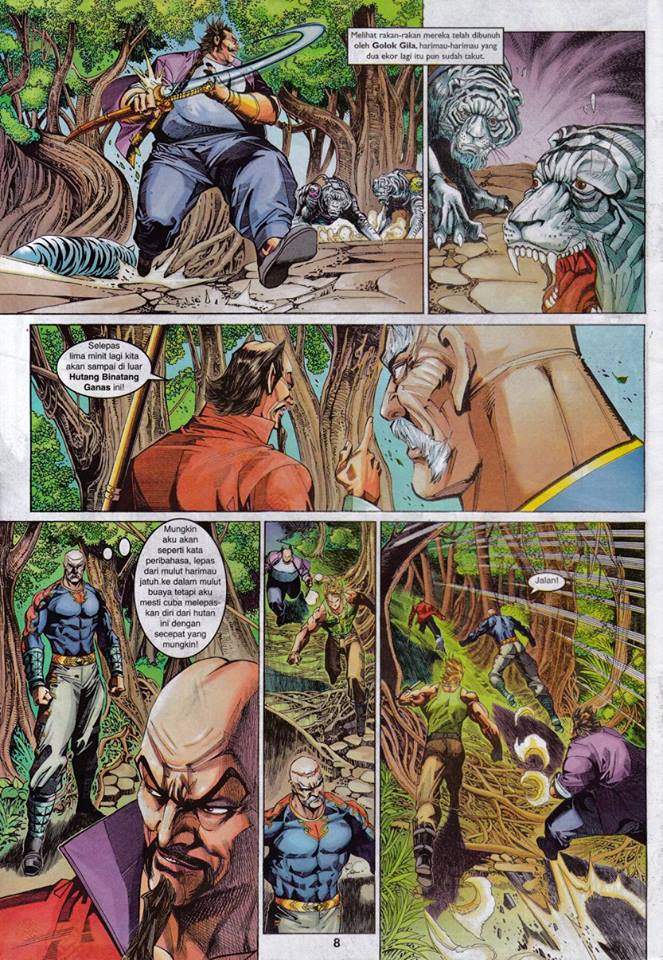 Melihat rakan-rakan mereka telah dibunuh
oleh Golok Gila, harimau-harimau yang
dua ekor lagi itu pun sudah takut.
Selepas
lima minit lagi kita
akan sampai di luar
Hutang Binatang
Ganas ini!
Mungkin
aku akan
seperti kata
peribahasa, lepas
dari mulut harimau
jatuh ke dalam mulut
buaya tetapi aku
mesti cuba melepas-
kan diri dari hutan
ini dengan
secepat yang
mungkin!
Jalan!
8